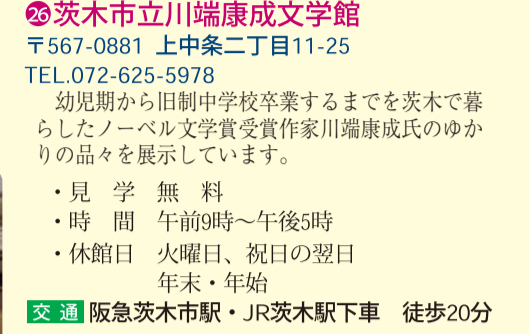 ㉖茨木市立川端康成文学館
〒567-0881 上中条二丁目11-25
TEL.072-625-5978
幼児期から旧制中学校卒業するまでを茨木で暮
らしたノーベル文学賞受賞作家川端康成氏のゆか
りの品々を展示しています。
・見　学　無　料
・時　間　午前9時〜午後5時
・休館日　火曜日、祝日の翌日
年末・年始
交通 阪急茨木市駅・JR茨木駅下車　徒歩20分